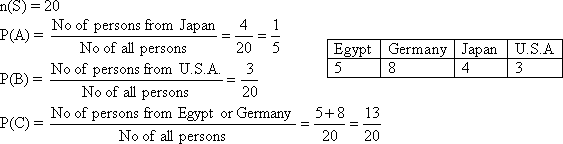 n(S) = 20
P(A) = No of persons from Japan / No of all persons = 4/20 = 1/5
P(B) = No of persons from U.S.A. / No of all persons = 3/20
P(C) = No of persons from Egypt or Germany / No of all persons = 5+8/20 = 13/20
Egypt Germany Japan U.S.A
5 8 4 3